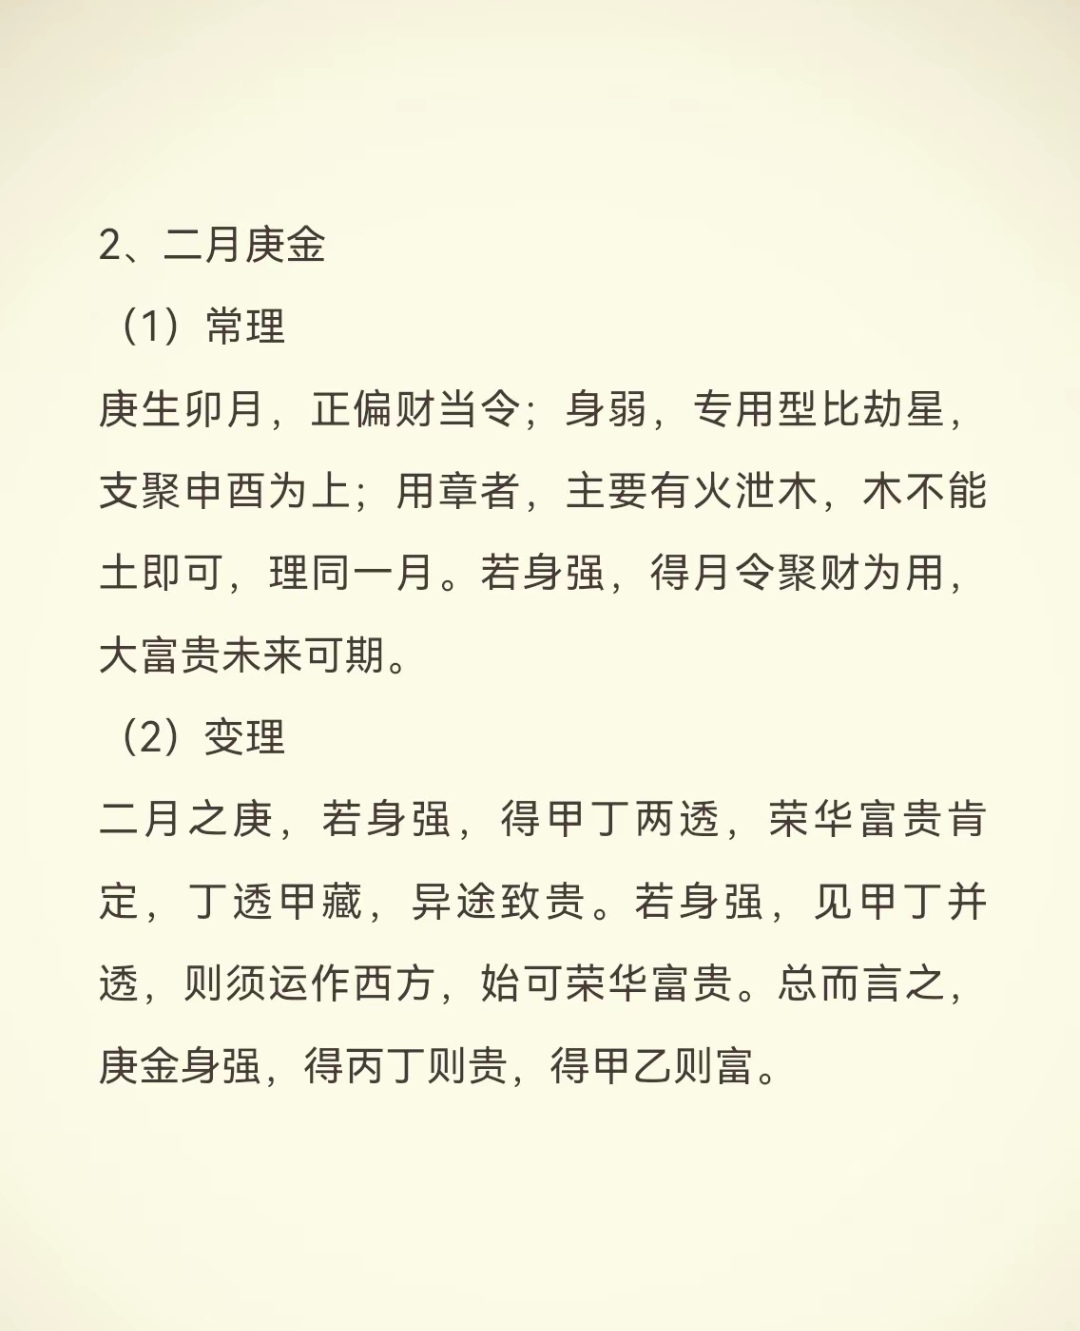 2、二月庚金
（1）常理
庚生卯月，正偏财当令；身弱，专用型比劫星，
支聚申酉为上；用章者，主要有火泄木，木不能
土即可，理同一月。若身强，得月令聚财为用，
大富贵未来可期。
（2）变理
二月之庚，若身强，得甲丁两透，荣华富贵肯
定，丁透甲藏，异途致贵。若身强，见甲丁并
透，则须运作西方，始可荣华富贵。总而言之，
庚金身强，得丙丁则贵，得甲乙则富。